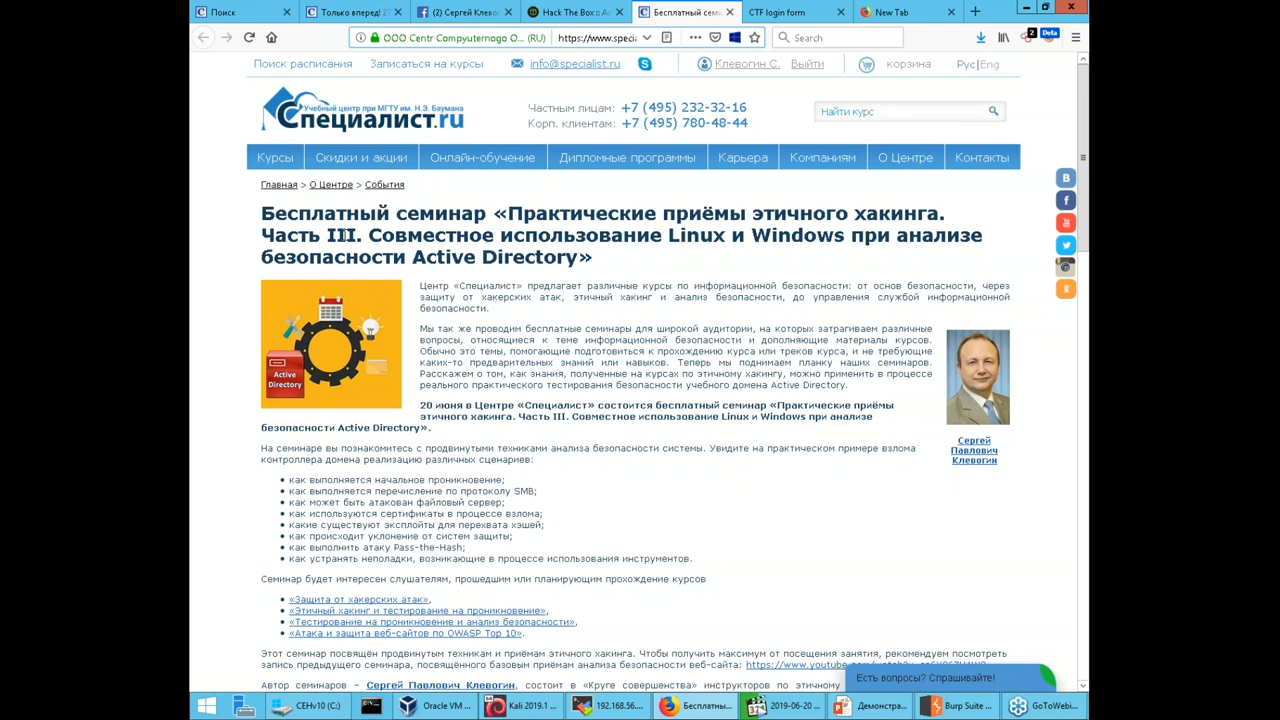 Поиск
Только вперед! 27
(2) Сергей Клево
Hack The Box :: A
Бесплатный сем
CTF login form
New Tab
ООО Centr Compyuternogo O... (RU)
https://www.speci
Search
2
Поиск расписания
Записаться на курсы
info@specialist.ru
Клевогин С.
Выйти
корзина
Рус|Eng
Учебный центр при МГТУ им. Н.Э. Баумана
Специалист.ru
Частным лицам: +7 (495) 232-32-16
Корп. клиентам: +7 (495) 780-48-44
Найти курс
Курсы
Скидки и акции
Онлайн-обучение
Дипломные программы
Карьера
Компаниям
О Центре
Контакты
Главная > О Центре > События
Бесплатный семинар «Практические приёмы этичного хакинга.
Часть III. Совместное использование Linux и Windows при анализе
безопасности Active Directory»
Active
Directory
Центр «Специалист» предлагает различные курсы по информационной безопасности: от основ безопасности, через
защиту от хакерских атак, этичный хакинг и анализ безопасности, до управления службой информационной
безопасности.
Мы так же проводим бесплатные семинары для широкой аудитории, на которых затрагиваем различные
вопросы, относящиеся к теме информационной безопасности и дополняющие материалы курсов.
Обычно это темы, помогающие подготовиться к прохождению курса или треков курса, и не требующие
каких-то предварительных знаний или навыков. Теперь мы поднимем планку наших семинаров.
Расскажем о том, как знания, полученные на курсах по этичному хакингу, можно применить в процессе
реального практического тестирования безопасности учебного домена Active Directory.
20 июня в Центре «Специалист» состоится бесплатный семинар «Практические приёмы
этичного хакинга. Часть III. Совместное использование Linux и Windows при анализе
безопасности Active Directory».
Сергей
Павлович
Клевогин
На семинаре вы познакомитесь с продвинутыми техниками анализа безопасности системы. Увидите на практическом примере взлома
контроллера домена реализацию различных сценариев:
• как выполняется начальное проникновение;
• как выполняется перечисление по протоколу SMB;
• как может быть атакован файловый сервер;
• как используются сертификаты в процессе взлома;
• какие существуют эксплойты для перехвата хэшей;
• как происходит уклонение от систем защиты;
• как выполнить атаку Pass-the-Hash;
• как устранять неполадки, возникающие в процессе использования инструментов.
Семинар будет интересен слушателям, прошедшим или планирующим прохождение курсов
• «Защита от хакерских атак»,
• «Этичный хакинг и тестирование на проникновение»,
• «Тестирование на проникновение и анализ безопасности»,
• «Атака и защита веб-сайтов по OWASP Top 10».
Этот семинар посвящён продвинутым техникам и приёмам этичного хакинга. Чтобы получить максимум от посещения занятия, рекомендуем посмотреть
запись предыдущего семинара, посвящённого базовым приёмам анализа безопасности веб-сайта:
Автор семинаров – Сергей Павлович Клевогин, состоит в «Круге совершенства» инструкторов по этичному
Есть вопросы? Спрашивайте!
CEHv10 (C:)
Oracle VM ...
Kali 2019.1 ...
192.168.56....
Бесплатны...
2019-06-20 ...
Демонстра...
Burp Suite ...
GoToWebi...